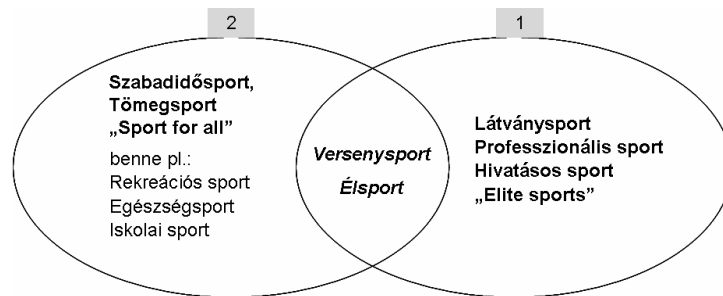 2
1
Szabadidősport,
Tömegsport
„Sport for all”
benne pl.:
Rekreációs sport
Egészségsport
Iskolai sport
Versenysport
Élsport
Látványsport
Professzionális sport
Hivatásos sport
„Elite sports”